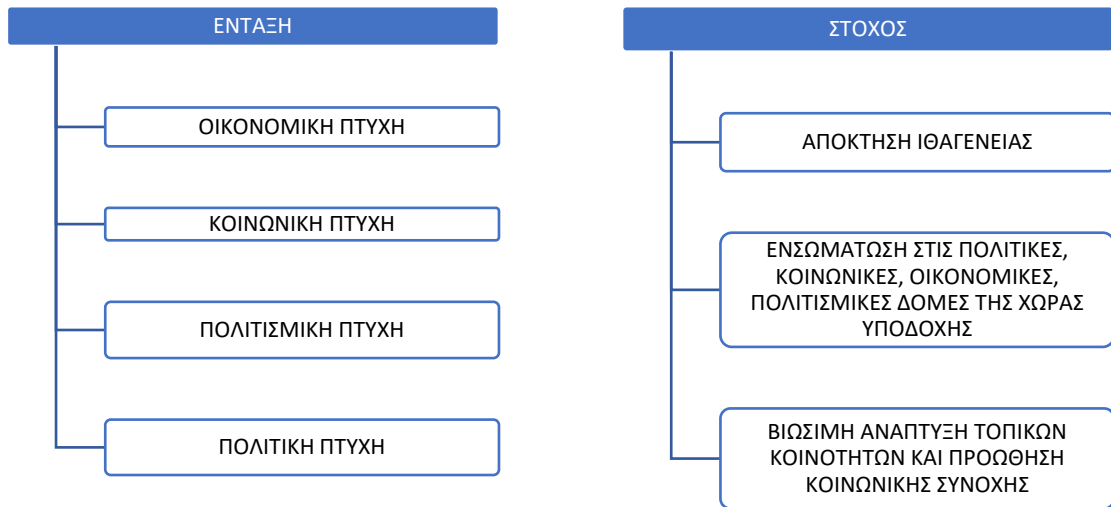 ΕΝΤΑΞΗ
ΟΙΚΟΝΟΜΙΚΗ ΠΤΥΧΗ
ΚΟΙΝΩΝΙΚΗ ΠΤΥΧΗ
ΠΟΛΙΤΙΣΜΙΚΗ ΠΤΥΧΗ
ΠΟΛΙΤΙΚΗ ΠΤΥΧΗ
ΣΤΟΧΟΣ
ΑΠΟΚΤΗΣΗ ΙΘΑΓΕΝΕΙΑΣ
ΕΝΣΩΜΑΤΩΣΗ ΣΤΙΣ ΠΟΛΙΤΙΚΕΣ,
ΚΟΙΝΩΝΙΚΕΣ, ΟΙΚΟΝΟΜΙΚΕΣ,
ΠΟΛΙΤΙΣΜΙΚΕΣ ΔΟΜΕΣ ΤΗΣ ΧΩΡΑΣ
ΥΠΟΔΟΧΗΣ
ΒΙΩΣΙΜΗ ΑΝΑΠΤΥΞΗ ΤΟΠΙΚΩΝ
ΚΟΙΝΟΤΗΤΩΝ ΚΑΙ ΠΡΟΩΘΗΣΗ
ΚΟΙΝΩΝΙΚΗΣ ΣΥΝΟΧΗΣ